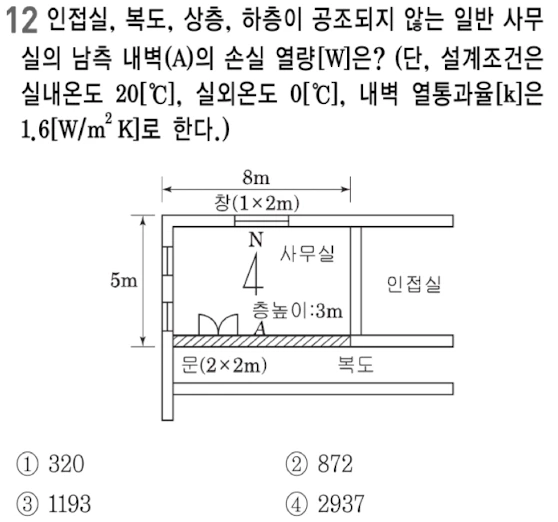 12 인접실, 복도, 상층, 하층이 공조되지 않는 일반 사무
실의 남측 내벽(A)의 손실 열량[W]은? (단, 설계조건은
실내온도 20[℃], 실외온도 0[℃], 내벽 열통과율[k]은
1.6[W/m² K]로 한다.)
8m
창(1×2m)
N
사무실
5m
인접실
층높이:3m
A
문(2×2m)
복도
① 320
② 872
③ 1193
④ 2937